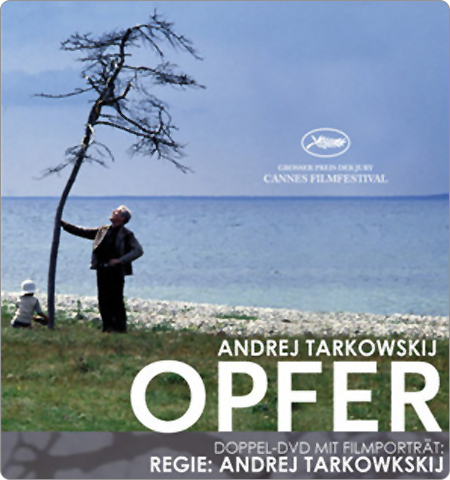 GROSSER PREIS DER JURY
CANNES FILMFESTIVAL
ANDREJ TARKOWSKIJ
OPFER
DOPPEL-DVD MIT FILMPORTRÄT:
REGIE: ANDREJ TARKOWKSKIJ